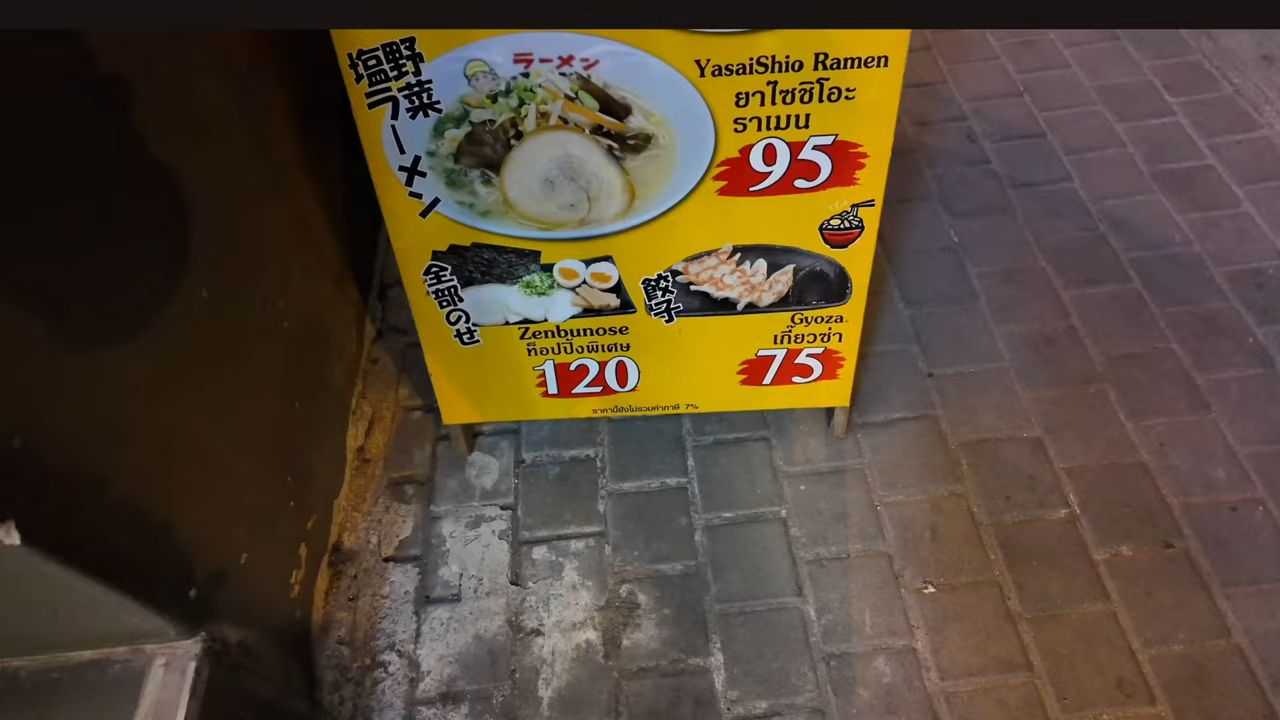 野菜
塩ラーメン
ラーメン
YasaiShio Ramen
ยาไซชิโอะ
ราเมน
95
全部のせ
Zenbunose
ท็อปปิ้งพิเศษ
120
餃子
Gyoza
เกี๊ยวซ่า
75
ราคานี้ยังไม่รวมค่าภาษี 7%